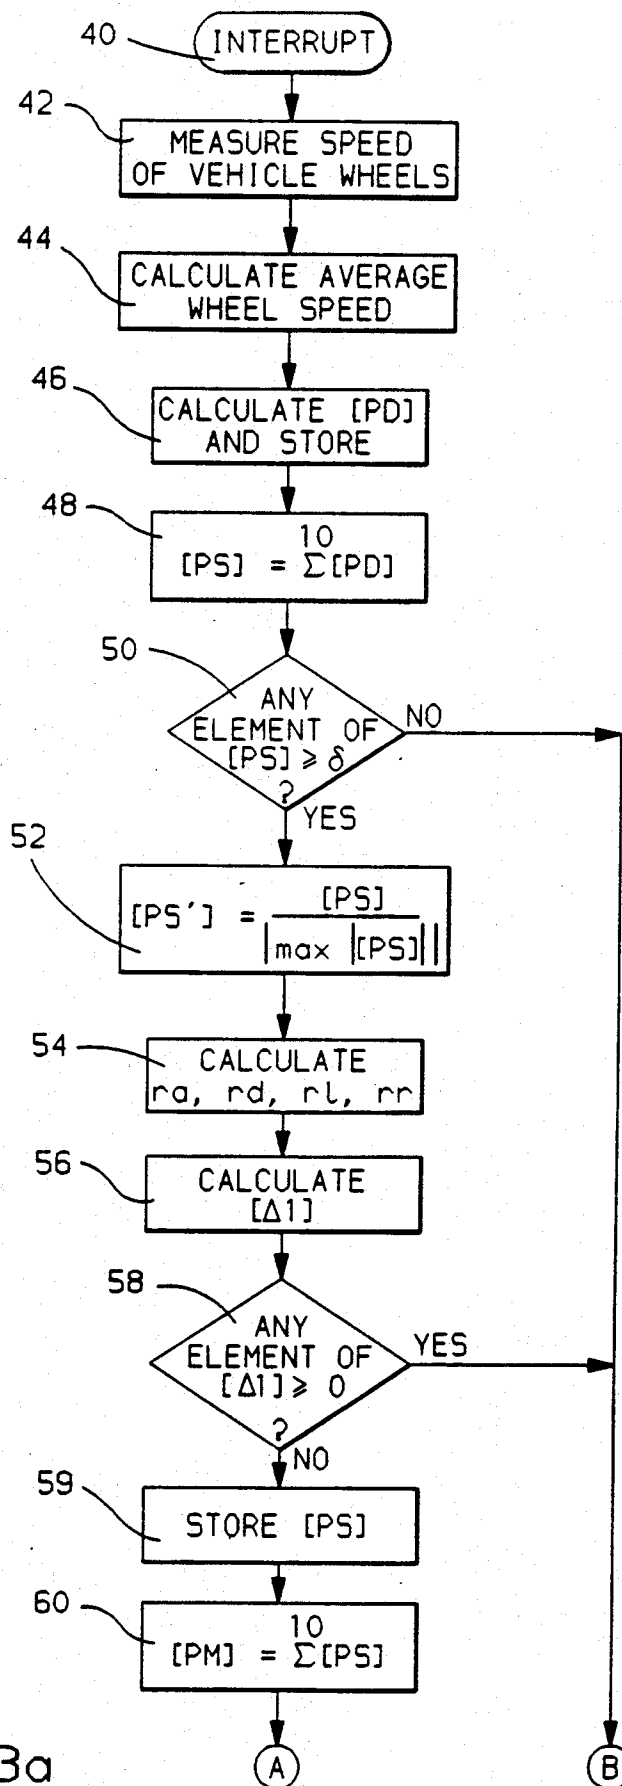 40
INTERRUPT
42
MEASURE SPEED
OF VEHICLE WHEELS
44
CALCULATE AVERAGE
WHEEL SPEED
46
CALCULATE [PD]
AND STORE
48
10
[PS] = Σ[PD]
50
ANY
ELEMENT OF
[PS] ≥ δ
?
NO
YES
52
[PS'] = [PS]
|max |[PS]||
54
CALCULATE
ra, rd, rl, rr
56
CALCULATE
[Δ1]
58
ANY
ELEMENT OF
[Δ1] ≥ 0
?
YES
NO
59
STORE [PS]
60
10
[PM] = Σ[PS]
3a
A
B